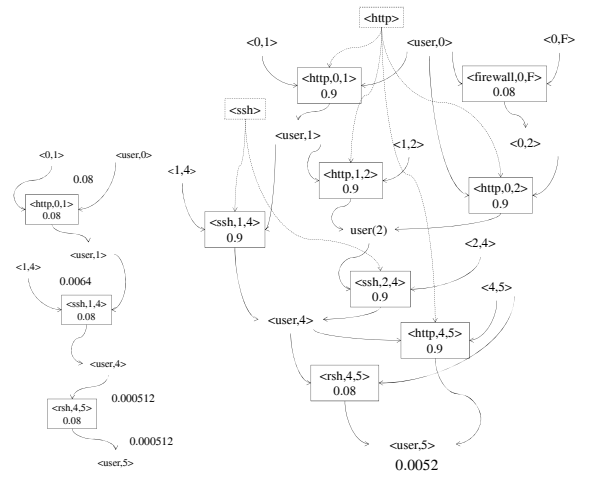 <0,1>
<user,0>
0.08
<http,0,1>
0.08
<user,1>
<1,4>
0.0064
<ssh,1,4>
0.08
<user,4>
<rsh,4,5>
0.08
0.000512
0.000512
<user,5>
<http>
<0,1>
<user,0>
<0,F>
<http,0,1>
0.9
<firewall,0,F>
0.08
<ssh>
<user,1>
<1,2>
<0,2>
<1,4>
<http,1,2>
0.9
<http,0,2>
0.9
<ssh,1,4>
0.9
user(2)
<2,4>
<ssh,2,4>
0.9
<4,5>
<user,4>
<http,4,5>
0.9
<rsh,4,5>
0.08
<user,5>
0.0052